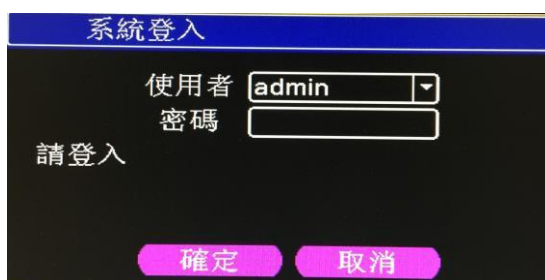 系統登入
使用者 admin
密碼
請登入
確定 取消